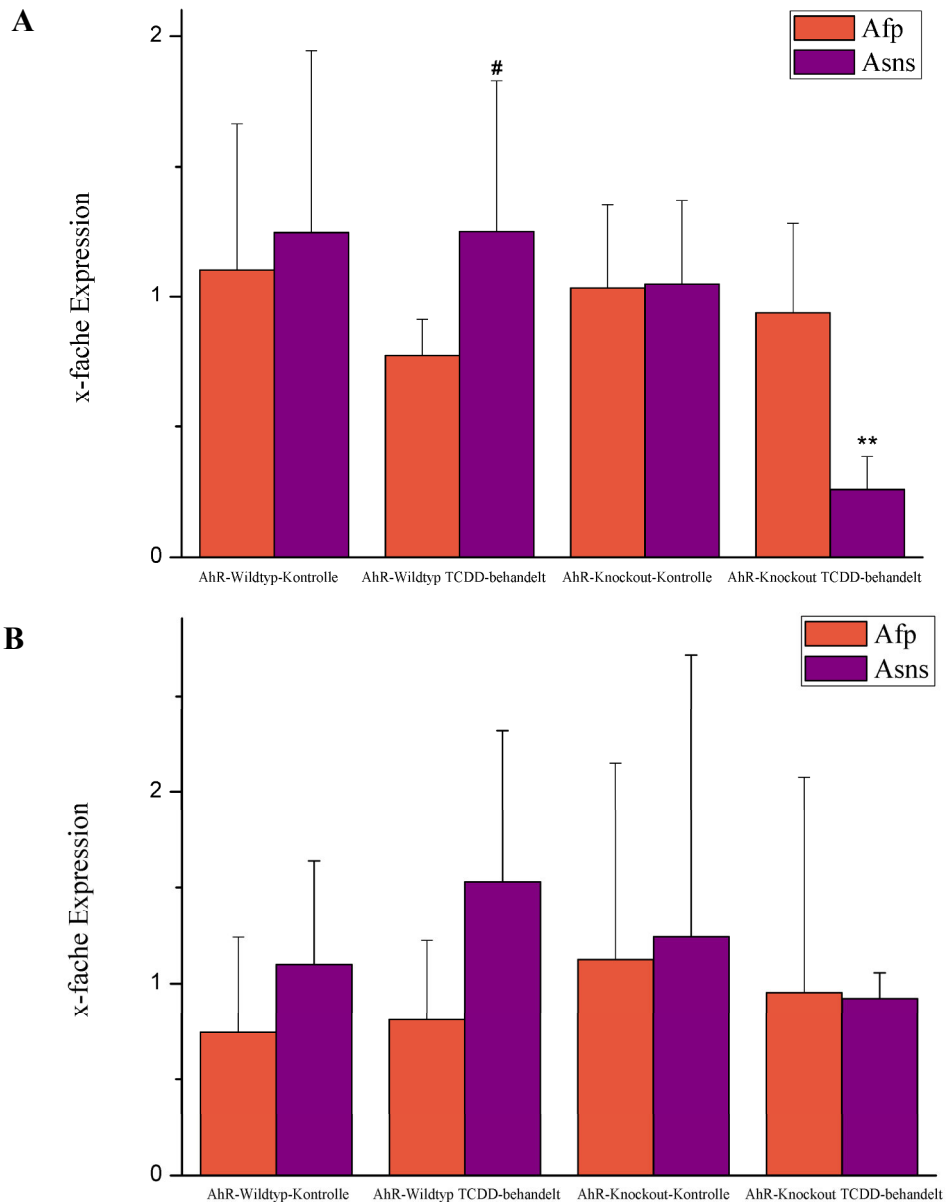 A
2
1
0
x-fache Expression
Afp
Asns
#
**
AhR-Wildtyp-Kontrolle AhR-Wildtyp TCDD-behandelt AhR-Knockout-Kontrolle AhR-Knockout TCDD-behandelt
B
2
1
0
x-fache Expression
Afp
Asns
AhR-Wildtyp-Kontrolle AhR-Wildtyp TCDD-behandelt AhR-Knockout-Kontrolle AhR-Knockout TCDD-behandelt